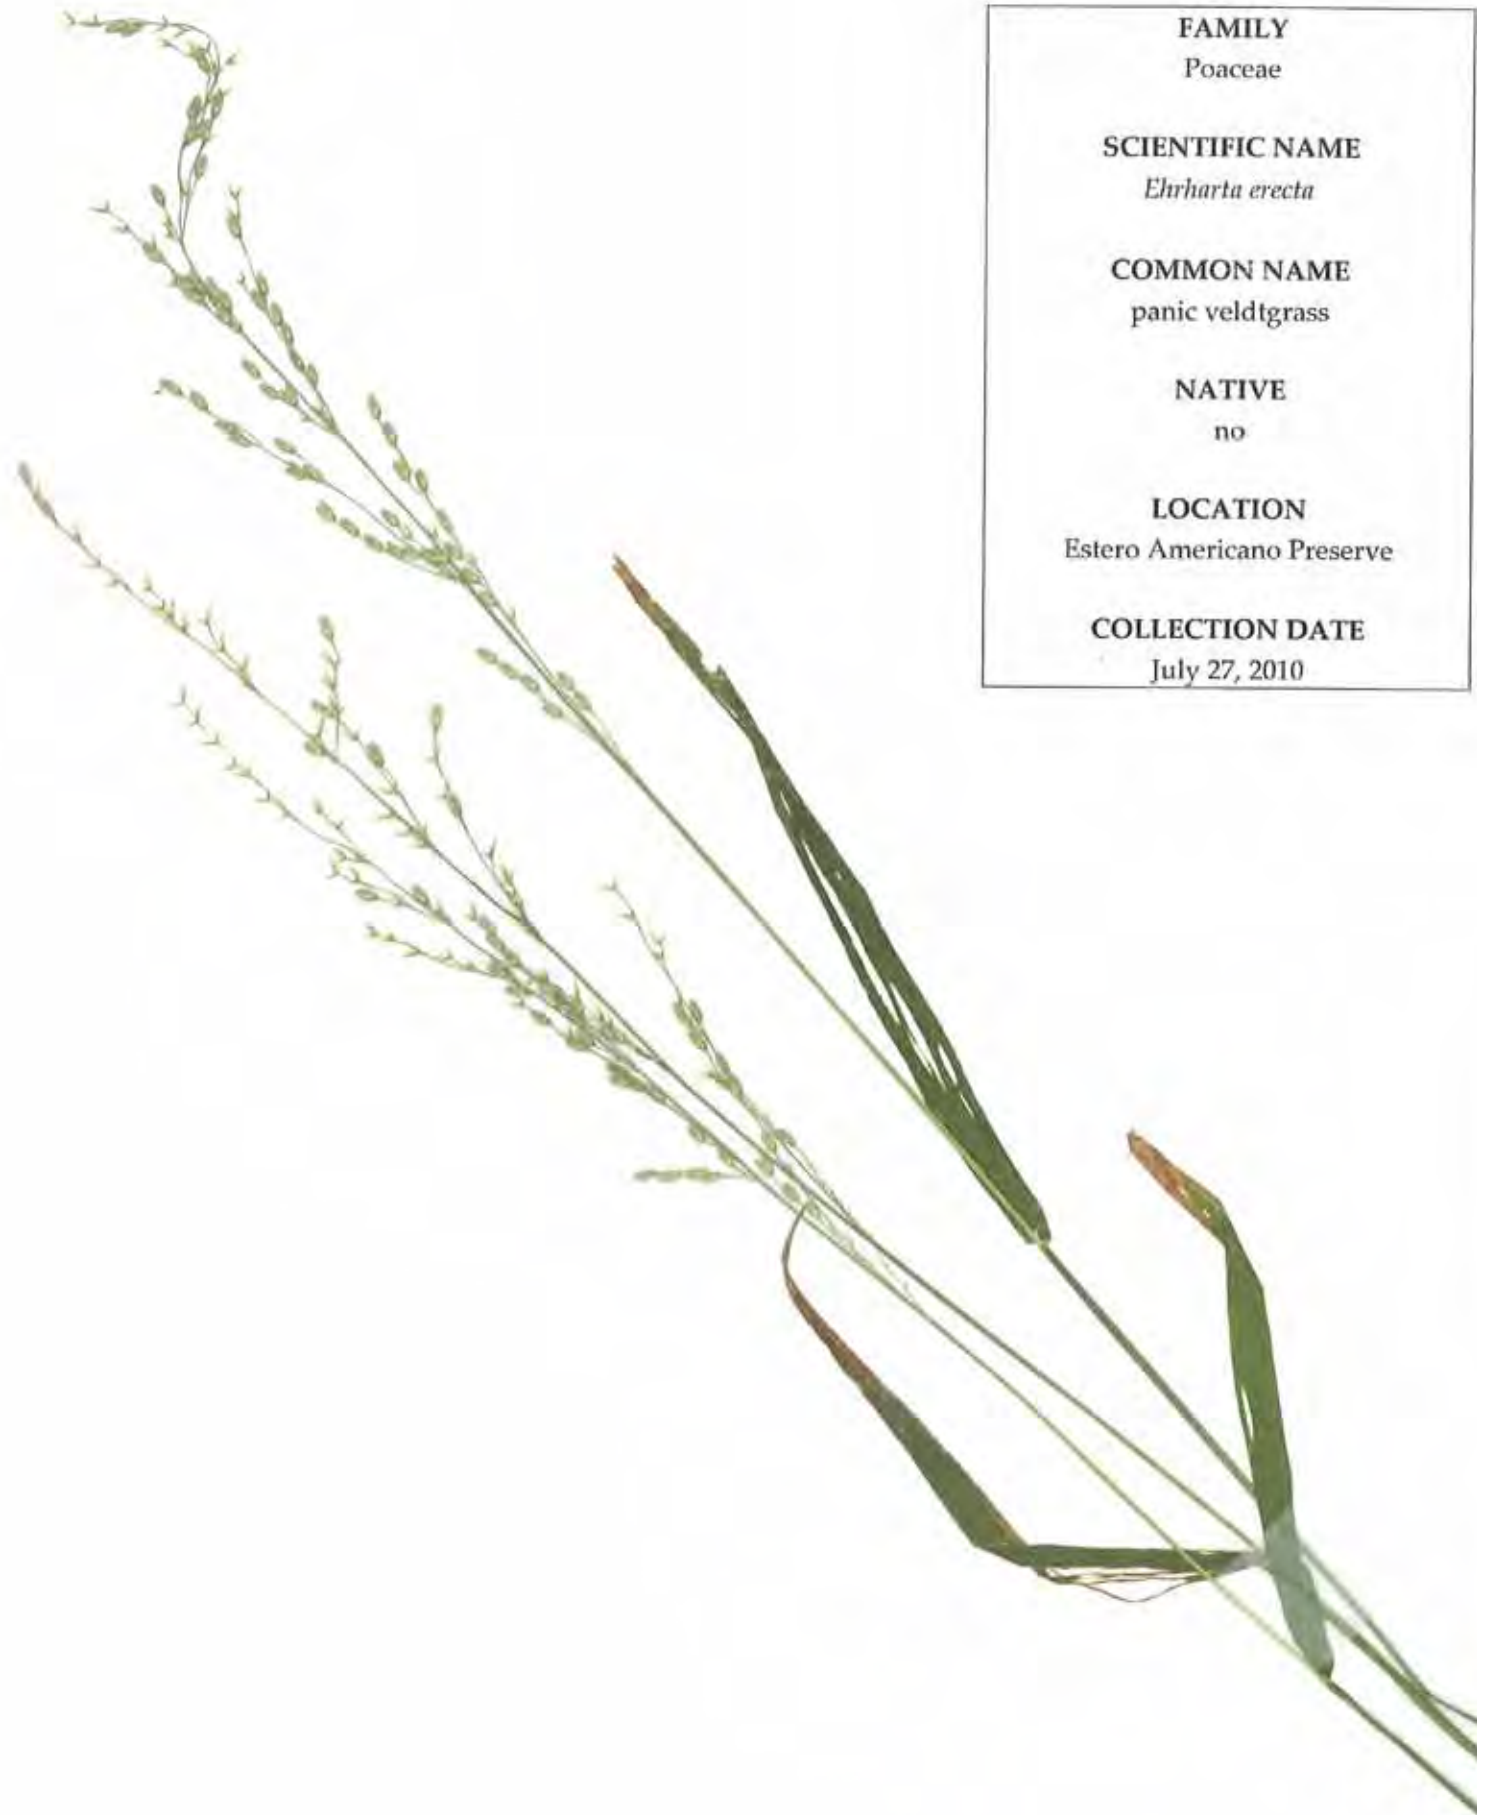 FAMILY
Poaceae
SCIENTIFIC NAME
Ehrharta erecta
COMMON NAME
panic veldtgrass
NATIVE
no
LOCATION
Estero Americano Preserve
COLLECTION DATE
July 27, 2010